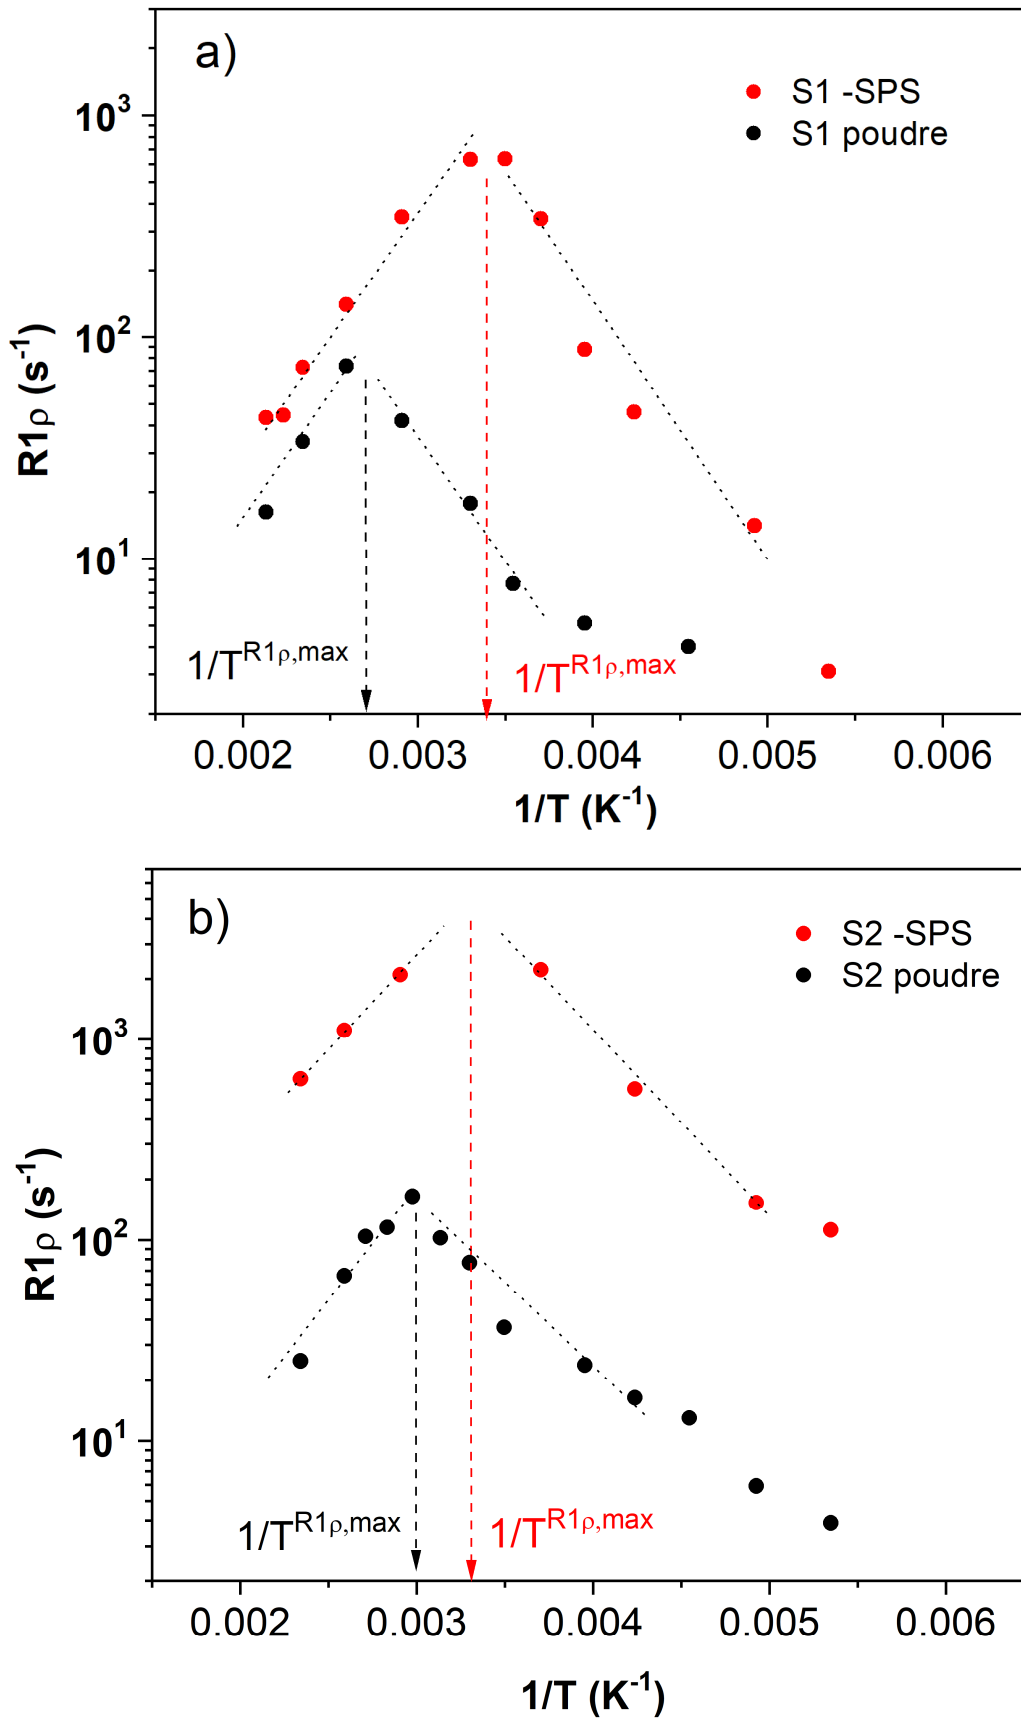 a)
S1 -SPS
S1 poudre
10³
10²
10¹
R1ρ (s⁻¹)
1/T^R1ρ,max
1/T^R1ρ,max
0.002 0.003 0.004 0.005 0.006
1/T (K⁻¹)
b)
S2 -SPS
S2 poudre
10³
10²
10¹
R1ρ (s⁻¹)
1/T^R1ρ,max
1/T^R1ρ,max
0.002 0.003 0.004 0.005 0.006
1/T (K⁻¹)